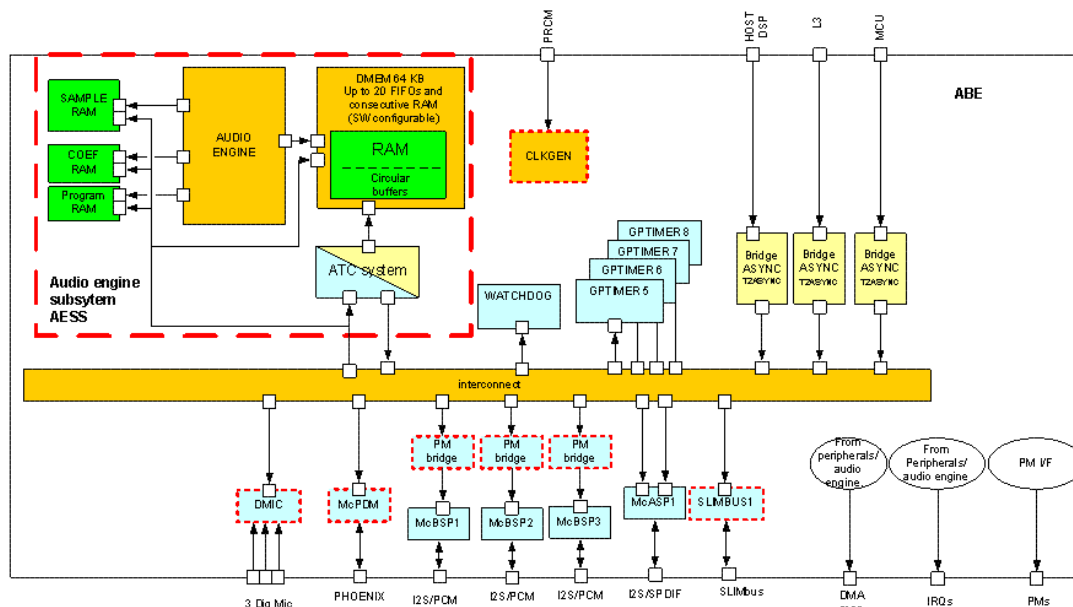 PRCM
HOST
DSP
L3
MCU
ABE
SAMPLE
RAM
COEF
RAM
Program
RAM
AUDIO
ENGINE
DMEM 64 KB
Up to 20 FIFOs and
consecutive RAM
(SW configurable)
RAM
Circular
buffers
ATC system
Audio engine
subsytem
AESS
CLKGEN
WATCHDOG
GPTIMER 8
GPTIMER 7
GPTIMER 6
GPTIMER 5
Bridge
ASYNC
T2ASYNC
Bridge
ASYNC
T2ASYNC
Bridge
ASYNC
T2ASYNC
interconnect
PM
bridge
PM
bridge
PM
bridge
DMIC
McPDM
McBSP1
McBSP2
McBSP3
McASP1
SLIMBUS1
From
peripherals/
audio
engine
From
Peripherals/
audio engine
PM I/F
3 Dig Mic
PHOENIX
I2S/PCM
I2S/PCM
I2S/PCM
I2S/SPDIF
SLIMbus
DMA
IRQs
PMs